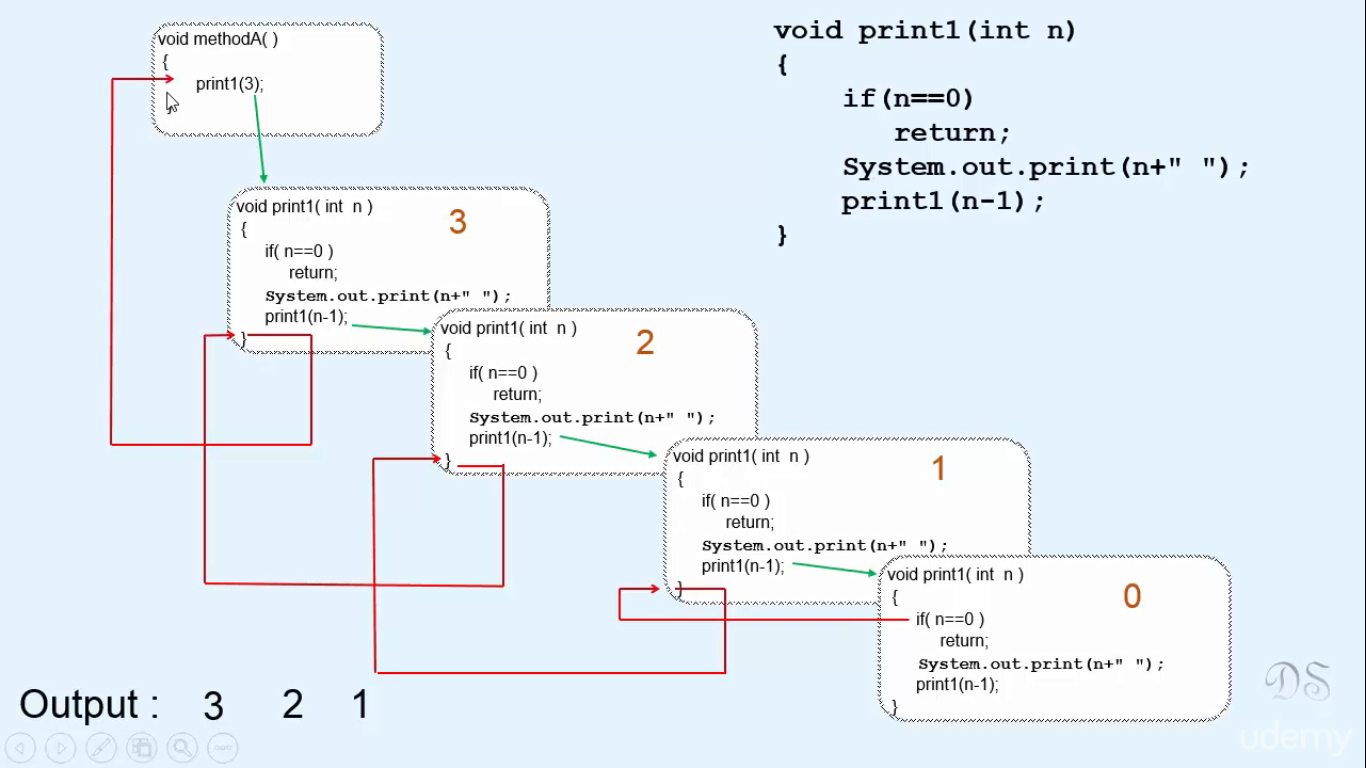 void methodA( )
{
print1(3);
}
void print1(int n)
{
if(n==0)
return;
System.out.print(n+" ");
print1(n-1);
}
void print1( int n )
3
{
if( n==0 )
return;
System.out.print(n+" ");
print1(n-1);
}
void print1( int n )
2
{
if( n==0 )
return;
System.out.print(n+" ");
print1(n-1);
}
void print1( int n )
1
{
if( n==0 )
return;
System.out.print(n+" ");
print1(n-1);
}
void print1( int n )
0
{
if( n==0 )
return;
System.out.print(n+" ");
print1(n-1);
}
Output : 3 2 1
DS
udemy